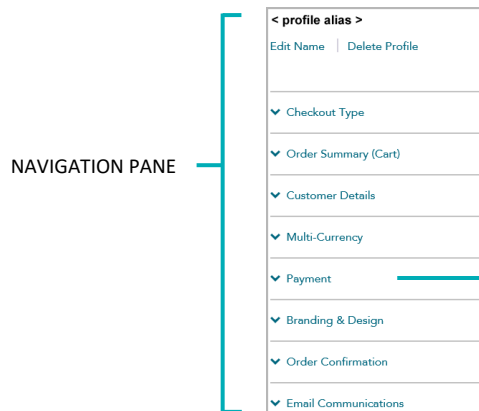 < profile alias >
Edit Name | Delete Profile
Checkout Type
Order Summary (Cart)
NAVIGATION PANE
Customer Details
Multi-Currency
Payment
Branding & Design
Order Confirmation
Email Communications